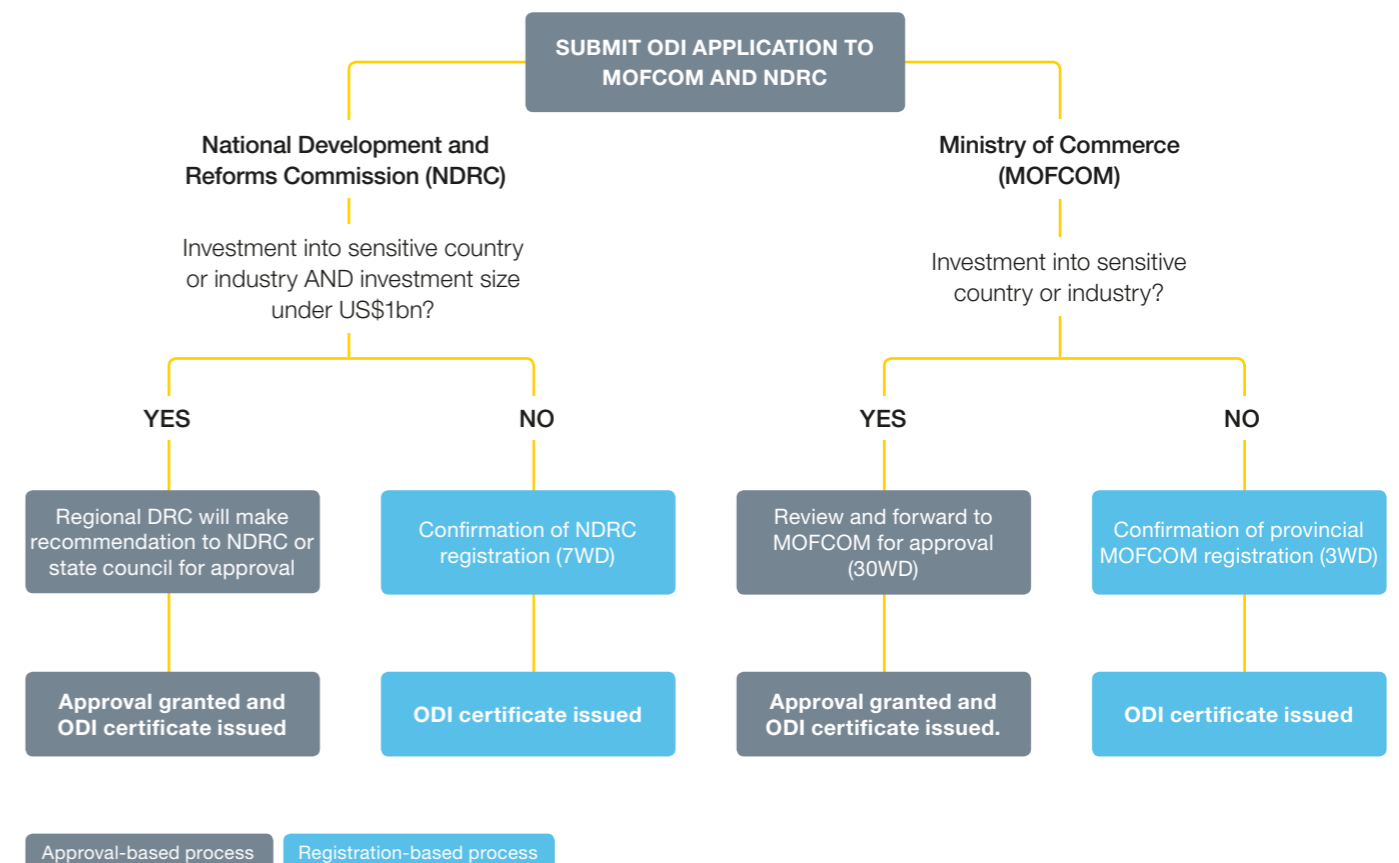 SUBMIT ODI APPLICATION TO
MOFCOM AND NDRC
National Development and
Reforms Commission (NDRC)
Investment into sensitive country
or industry AND investment size
under US$1bn?
YES
NO
Regional DRC will make
recommendation to NDRC or
state council for approval
Confirmation of NDRC
registration (7WD)
Approval granted and
ODI certificate issued
ODI certificate issued
Ministry of Commerce
(MOFCOM)
Investment into sensitive
country or industry?
YES
NO
Review and forward to
MOFCOM for approval
(30WD)
Confirmation of provincial
MOFCOM registration (3WD)
Approval granted and
ODI certificate issued.
ODI certificate issued
Approval-based process
Registration-based process